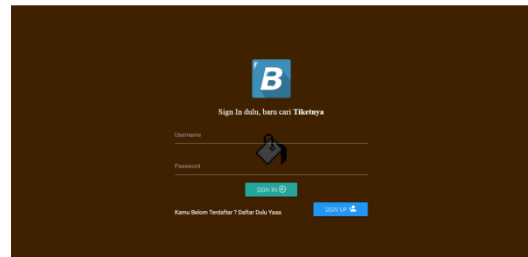 B
Sign In dulu, baru cari Tiketnya
Username
Password
SIGN IN
Kamu Belom Terdaftar ? Daftar Dulu Yaaa
SIGN UP